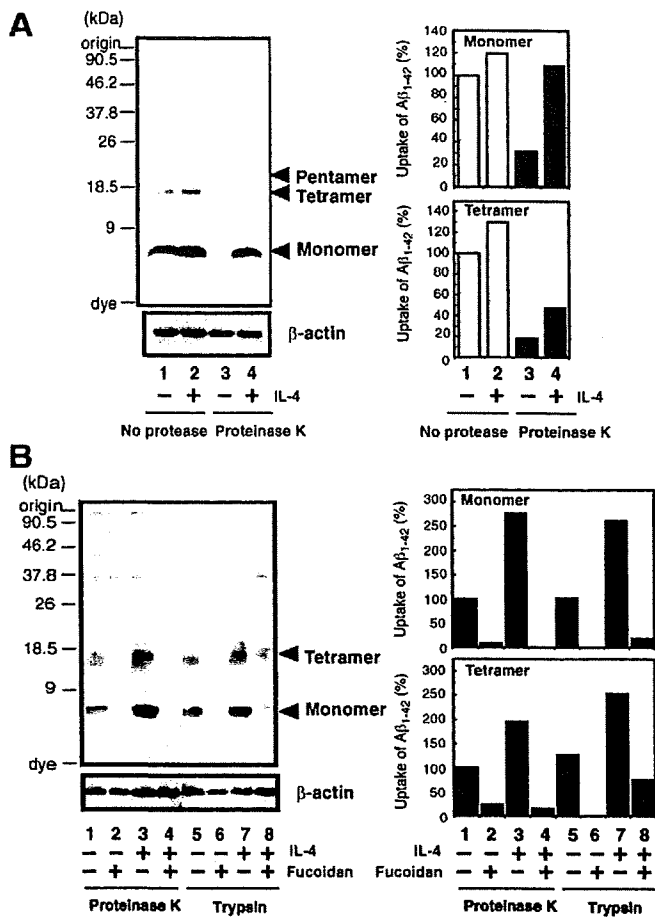 A
(kDa)
origin
90.5
46.2
37.8
26
18.5
9
dye
Pentamer
Tetramer
Monomer
β-actin
1 2 3 4
− + − + IL-4
No protease Proteinase K
Uptake of Aβ1-42 (%)
140
120
100
80
60
40
20
0
Monomer
Uptake of Aβ1-42 (%)
140
120
100
80
60
40
20
0
Tetramer
1 2 3 4
− + − + IL-4
No protease Proteinase K
B
(kDa)
origin
90.5
46.2
37.8
26
18.5
9
dye
Tetramer
Monomer
β-actin
1 2 3 4 5 6 7 8
− − + + − − + + IL-4
− + − + − + − + Fucoidan
Proteinase K Trypsin
Uptake of Aβ1-42 (%)
300
250
200
150
100
50
0
Monomer
Uptake of Aβ1-42 (%)
300
250
200
150
100
50
0
Tetramer
1 2 3 4 5 6 7 8
IL-4 − − + + − − + +
Fucoidan − + − + − + − +
Proteinase K Trypsin